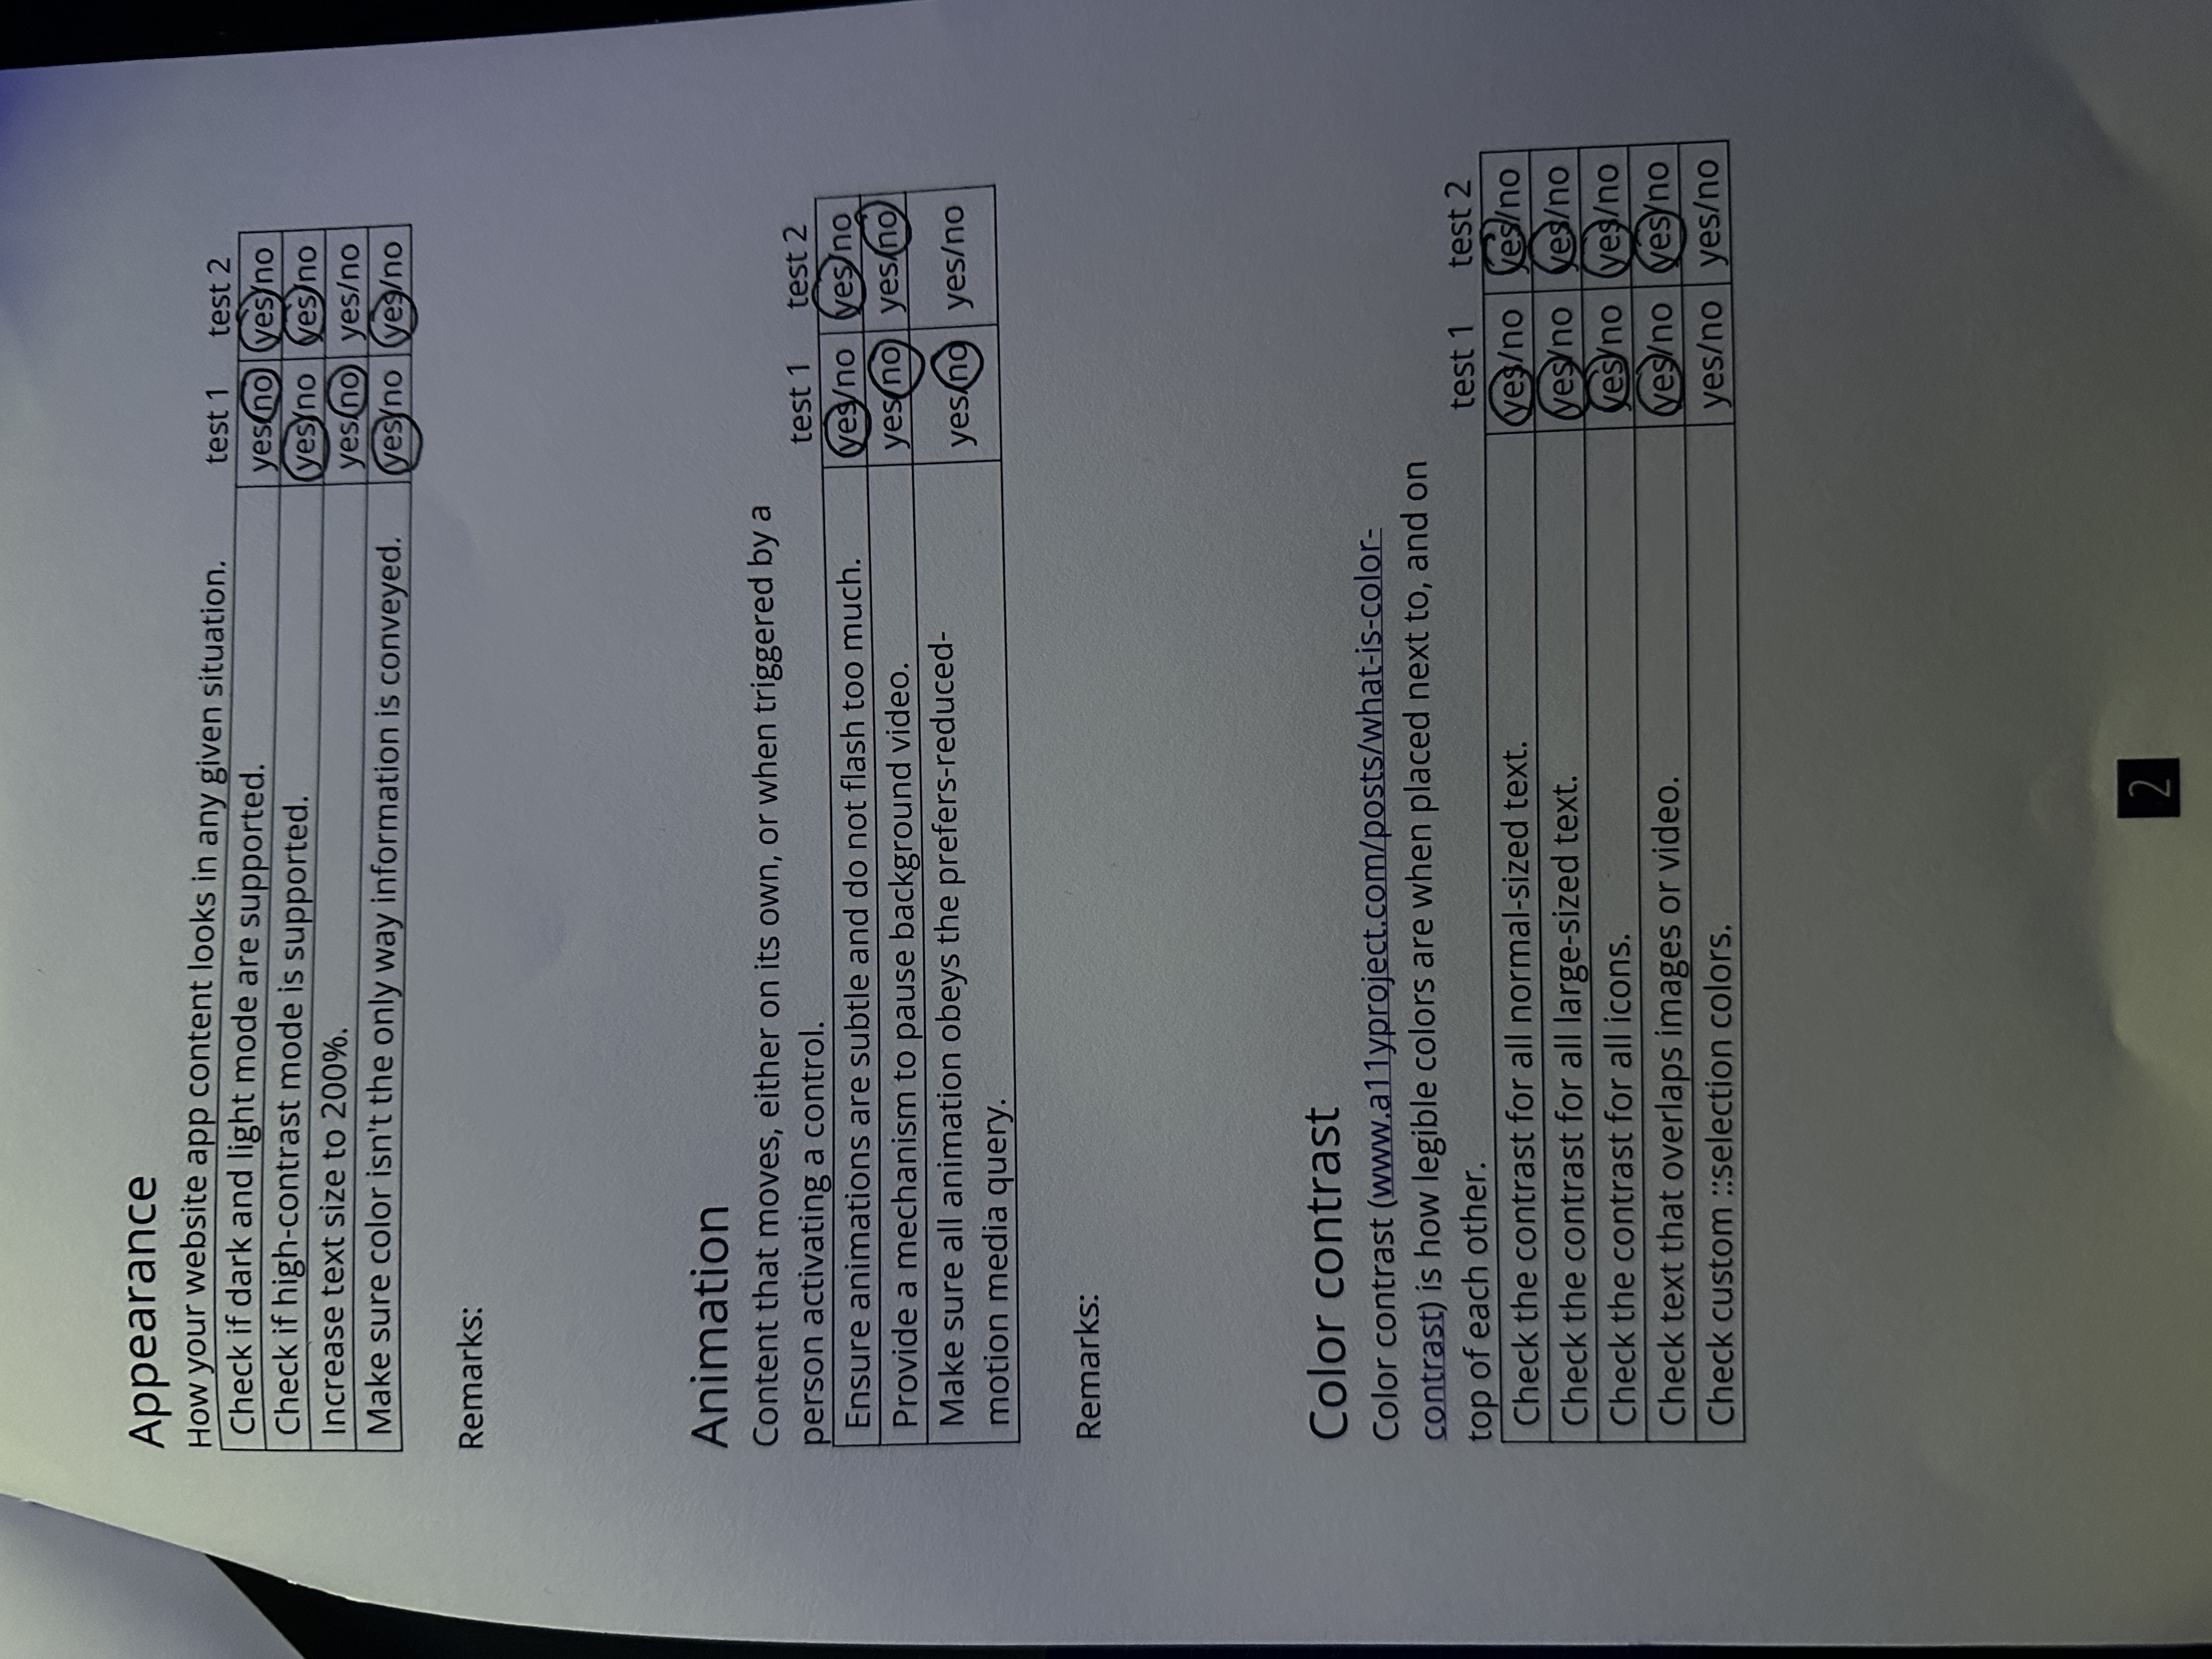 Appearance
How your website app content looks in any given situation. test 1 test 2
Check if dark and light mode are supported. yes/no yes/no
Check if high-contrast mode is supported. yes/no yes/no
Increase text size to 200%. yes/no yes/no
Make sure color isn't the only way information is conveyed. yes/no yes/no
Remarks:
Animation
Content that moves, either on its own, or when triggered by a
person activating a control. test 1 test 2
Ensure animations are subtle and do not flash too much. yes/no yes/no
Provide a mechanism to pause background video. yes/no yes/no
Make sure all animation obeys the prefers-reduced-
motion media query. yes/no yes/no
Remarks:
Color contrast
Color contrast (www.a11yproject.com/posts/what-is-color-
contrast) is how legible colors are when placed next to, and on
top of each other. test 1 test 2
Check the contrast for all normal-sized text. yes/no yes/no
Check the contrast for all large-sized text. yes/no yes/no
Check the contrast for all icons. yes/no yes/no
Check text that overlaps images or video. yes/no yes/no
Check custom ::selection colors. yes/no yes/no
2